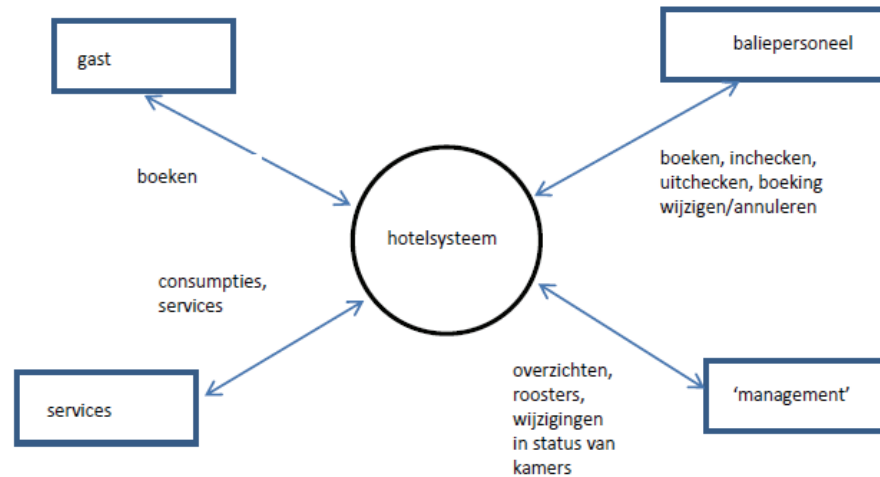 gast
baliepersoneel
boeken
boeken, inchecken,
uitchecken, boeking
wijzigen/annuleren
hotelsysteem
consumpties,
services
services
overzichten,
roosters,
wijzigingen
in status van
kamers
‘management’